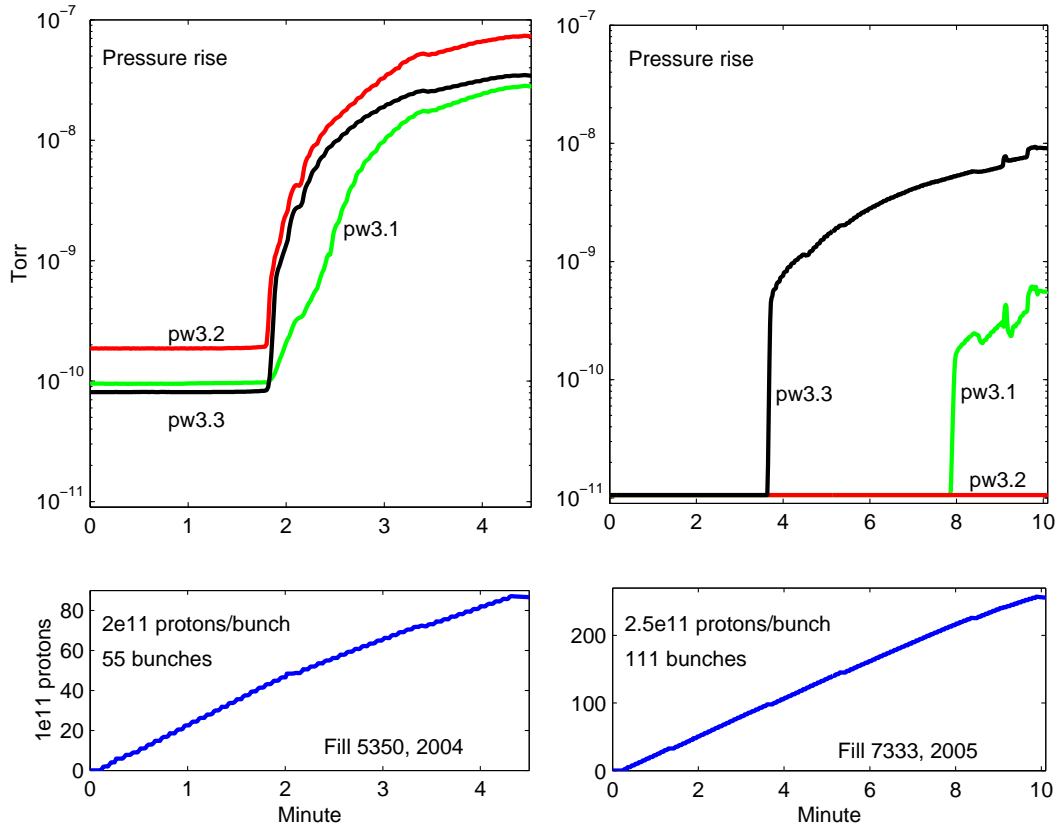 10^−7
10^−8
10^−9
10^−10
10^−11
Torr
Pressure rise
pw3.1
pw3.2
pw3.3
0 1 2 3 4
10^−7
10^−8
10^−9
10^−10
10^−11
Pressure rise
pw3.3
pw3.1
pw3.2
0 2 4 6 8 10
80
60
40
20
0
1e11 protons
2e11 protons/bunch
55 bunches
Fill 5350, 2004
0 1 2 3 4
Minute
200
100
0
2.5e11 protons/bunch
111 bunches
Fill 7333, 2005
0 2 4 6 8 10
Minute